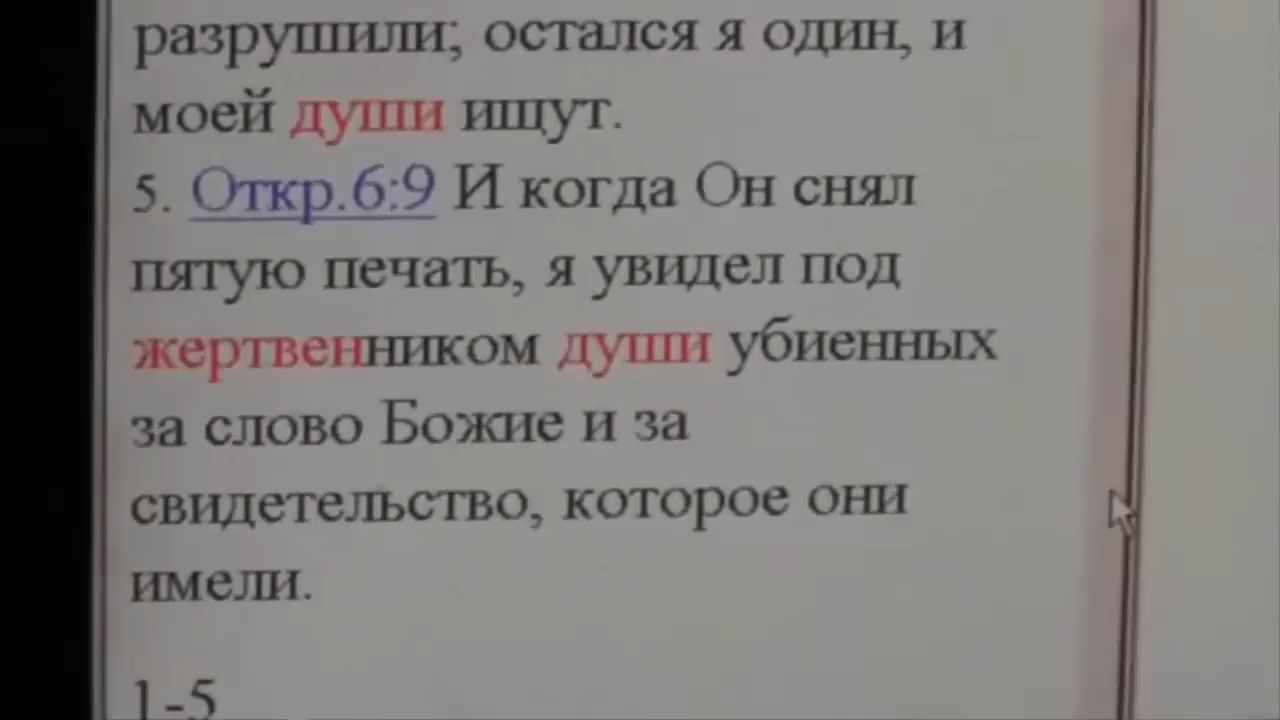 разрушили; остался я один, и
моей души ищут.
5. Откр.6:9 И когда Он снял
пятую печать, я увидел под
жертвенником души убиенных
за слово Божие и за
свидетельство, которое они
имели.
1-5